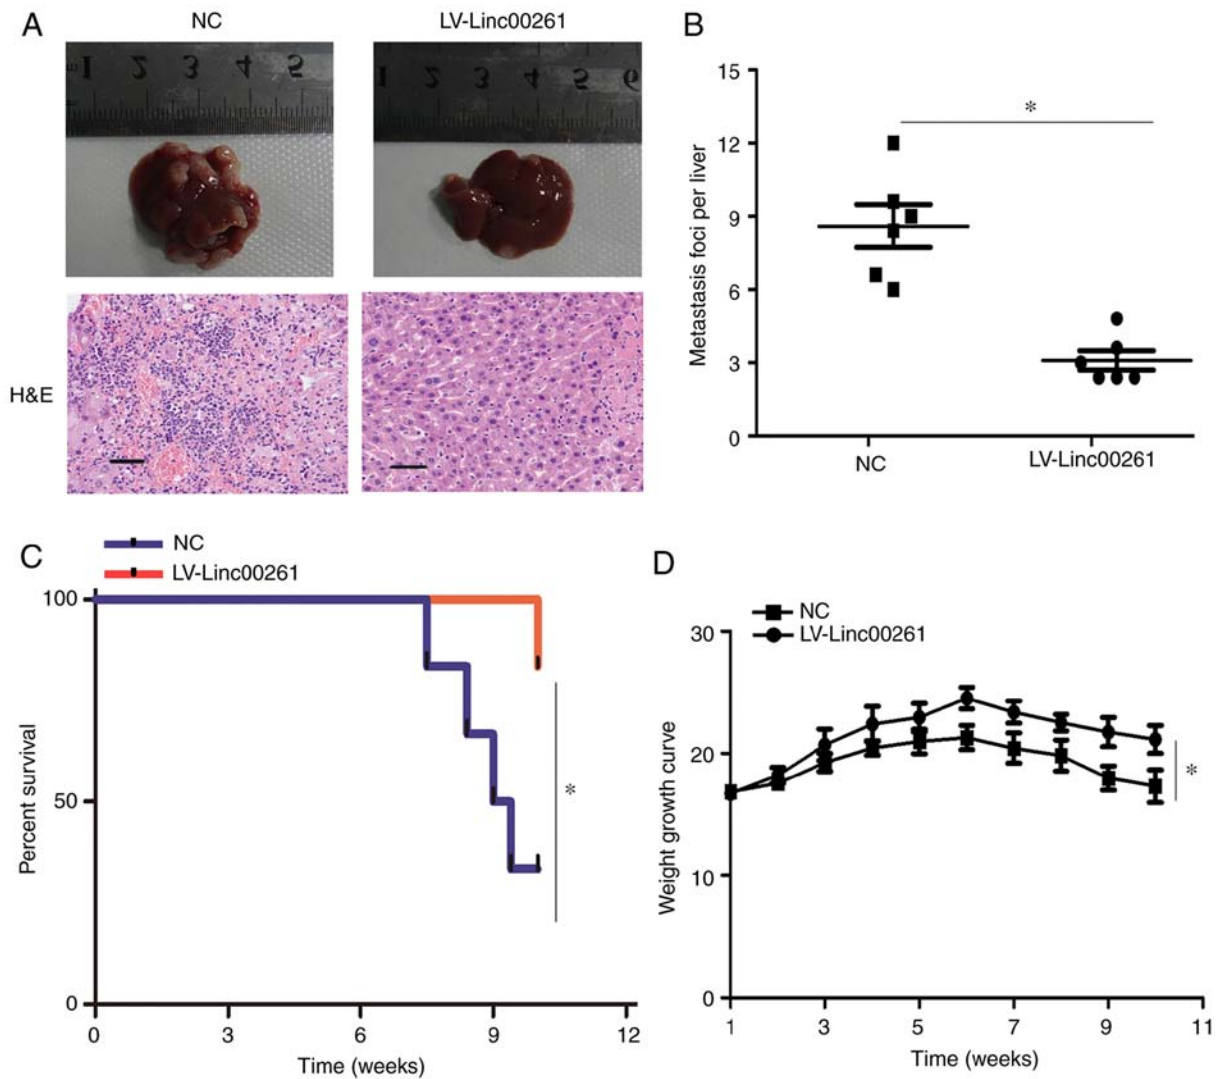 A
NC
LV-Linc00261
1 2 3 4 5
1 2 3 4 5 6
H&E
B
Metastasis foci per liver
15
12
9
6
3
0
*
NC
LV-Linc00261
C
NC
LV-Linc00261
Percent survival
100
50
0
*
0 3 6 9 12
Time (weeks)
D
NC
LV-Linc00261
Weight growth curve
30
20
10
0
*
1 3 5 7 9 11
Time (weeks)